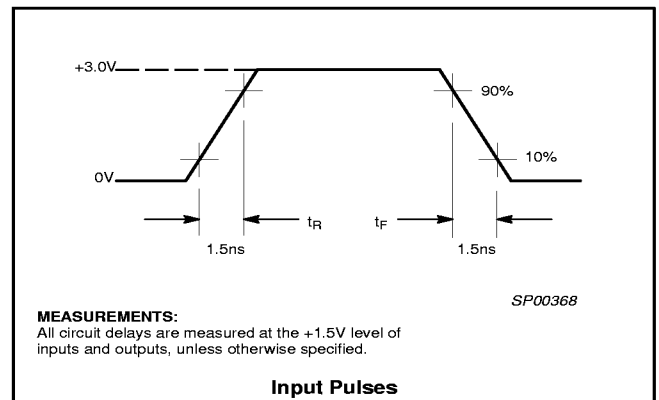 +3.0V
90%
10%
0V
tR
tF
1.5ns
1.5ns
SP00368
MEASUREMENTS:
All circuit delays are measured at the +1.5V level of
inputs and outputs, unless otherwise specified.
Input Pulses